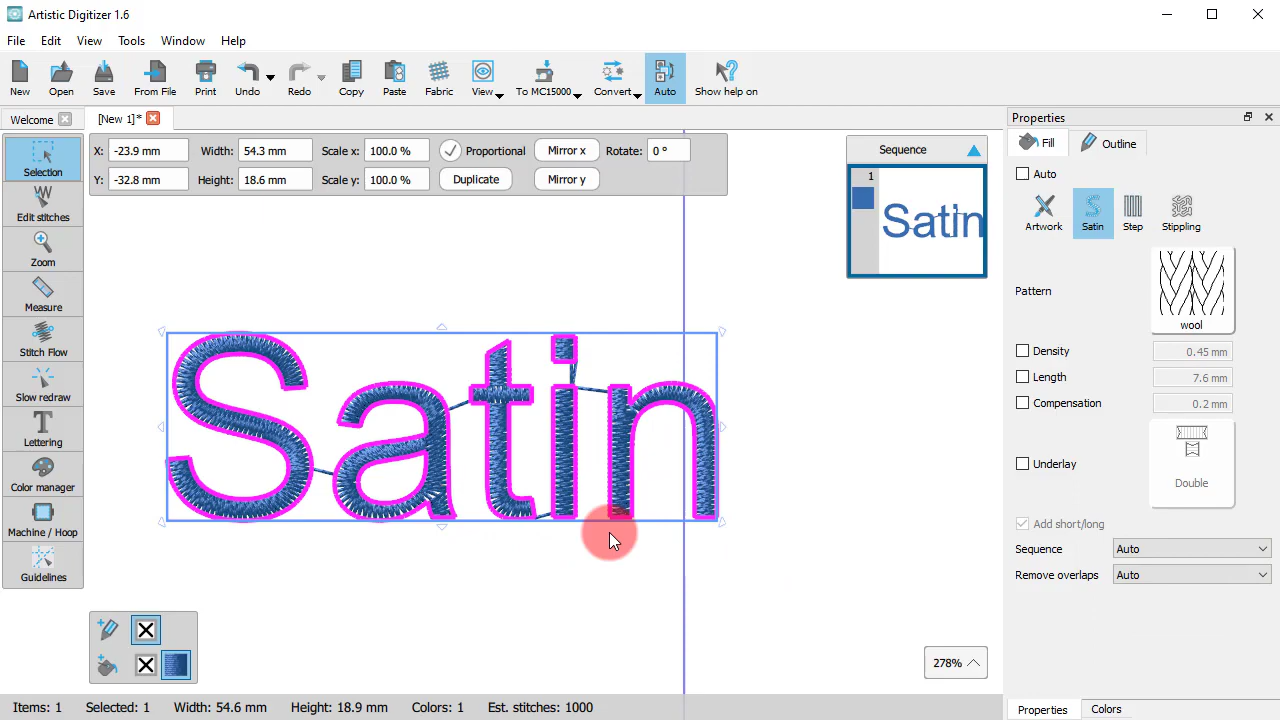 Artistic Digitizer 1.6
File Edit View Tools Window Help
New Open Save From File Print Undo Redo Copy Paste Fabric View To MC15000 Convert Auto Show help on
Welcome [New 1]*
Properties
X: -23.9 mm Width: 54.3 mm Scale x: 100.0 % Proportional Mirror x Rotate: 0 °
Y: -32.8 mm Height: 18.6 mm Scale y: 100.0 % Duplicate Mirror y
Sequence
1
Satin
Fill Outline
Auto
Artwork Satin Step Stippling
Pattern
wool
Density 0.45 mm
Length 7.6 mm
Compensation 0.2 mm
Underlay
Double
Add short/long
Sequence Auto
Remove overlaps Auto
Selection
Edit stitches
Zoom
Measure
Stitch Flow
Slow redraw
Lettering
Color manager
Machine / Hoop
Guidelines
Satin
278%
Items: 1 Selected: 1 Width: 54.6 mm Height: 18.9 mm Colors: 1 Est. stitches: 1000
Properties Colors